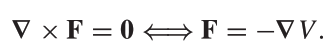 ∇ × F = 0 ⟺ F = −∇V.